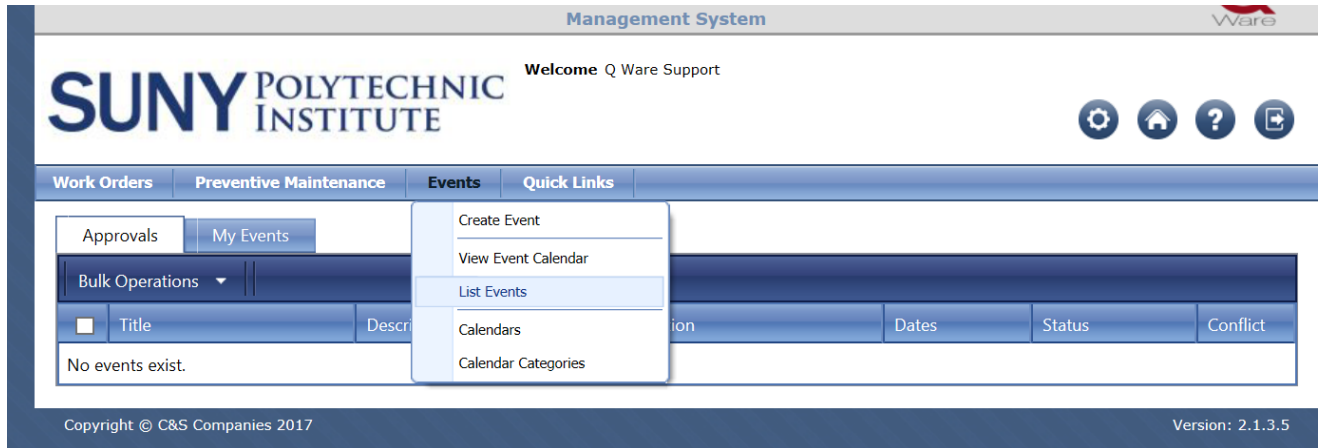 Management System
Ware
SUNY POLYTECHNIC INSTITUTE
Welcome Q Ware Support
?
Work Orders Preventive Maintenance Events Quick Links
Create Event
Approvals My Events
View Event Calendar
Bulk Operations
List Events
Title Descri ion Dates Status Conflict
Calendars
No events exist.
Calendar Categories
Copyright © C&S Companies 2017 Version: 2.1.3.5